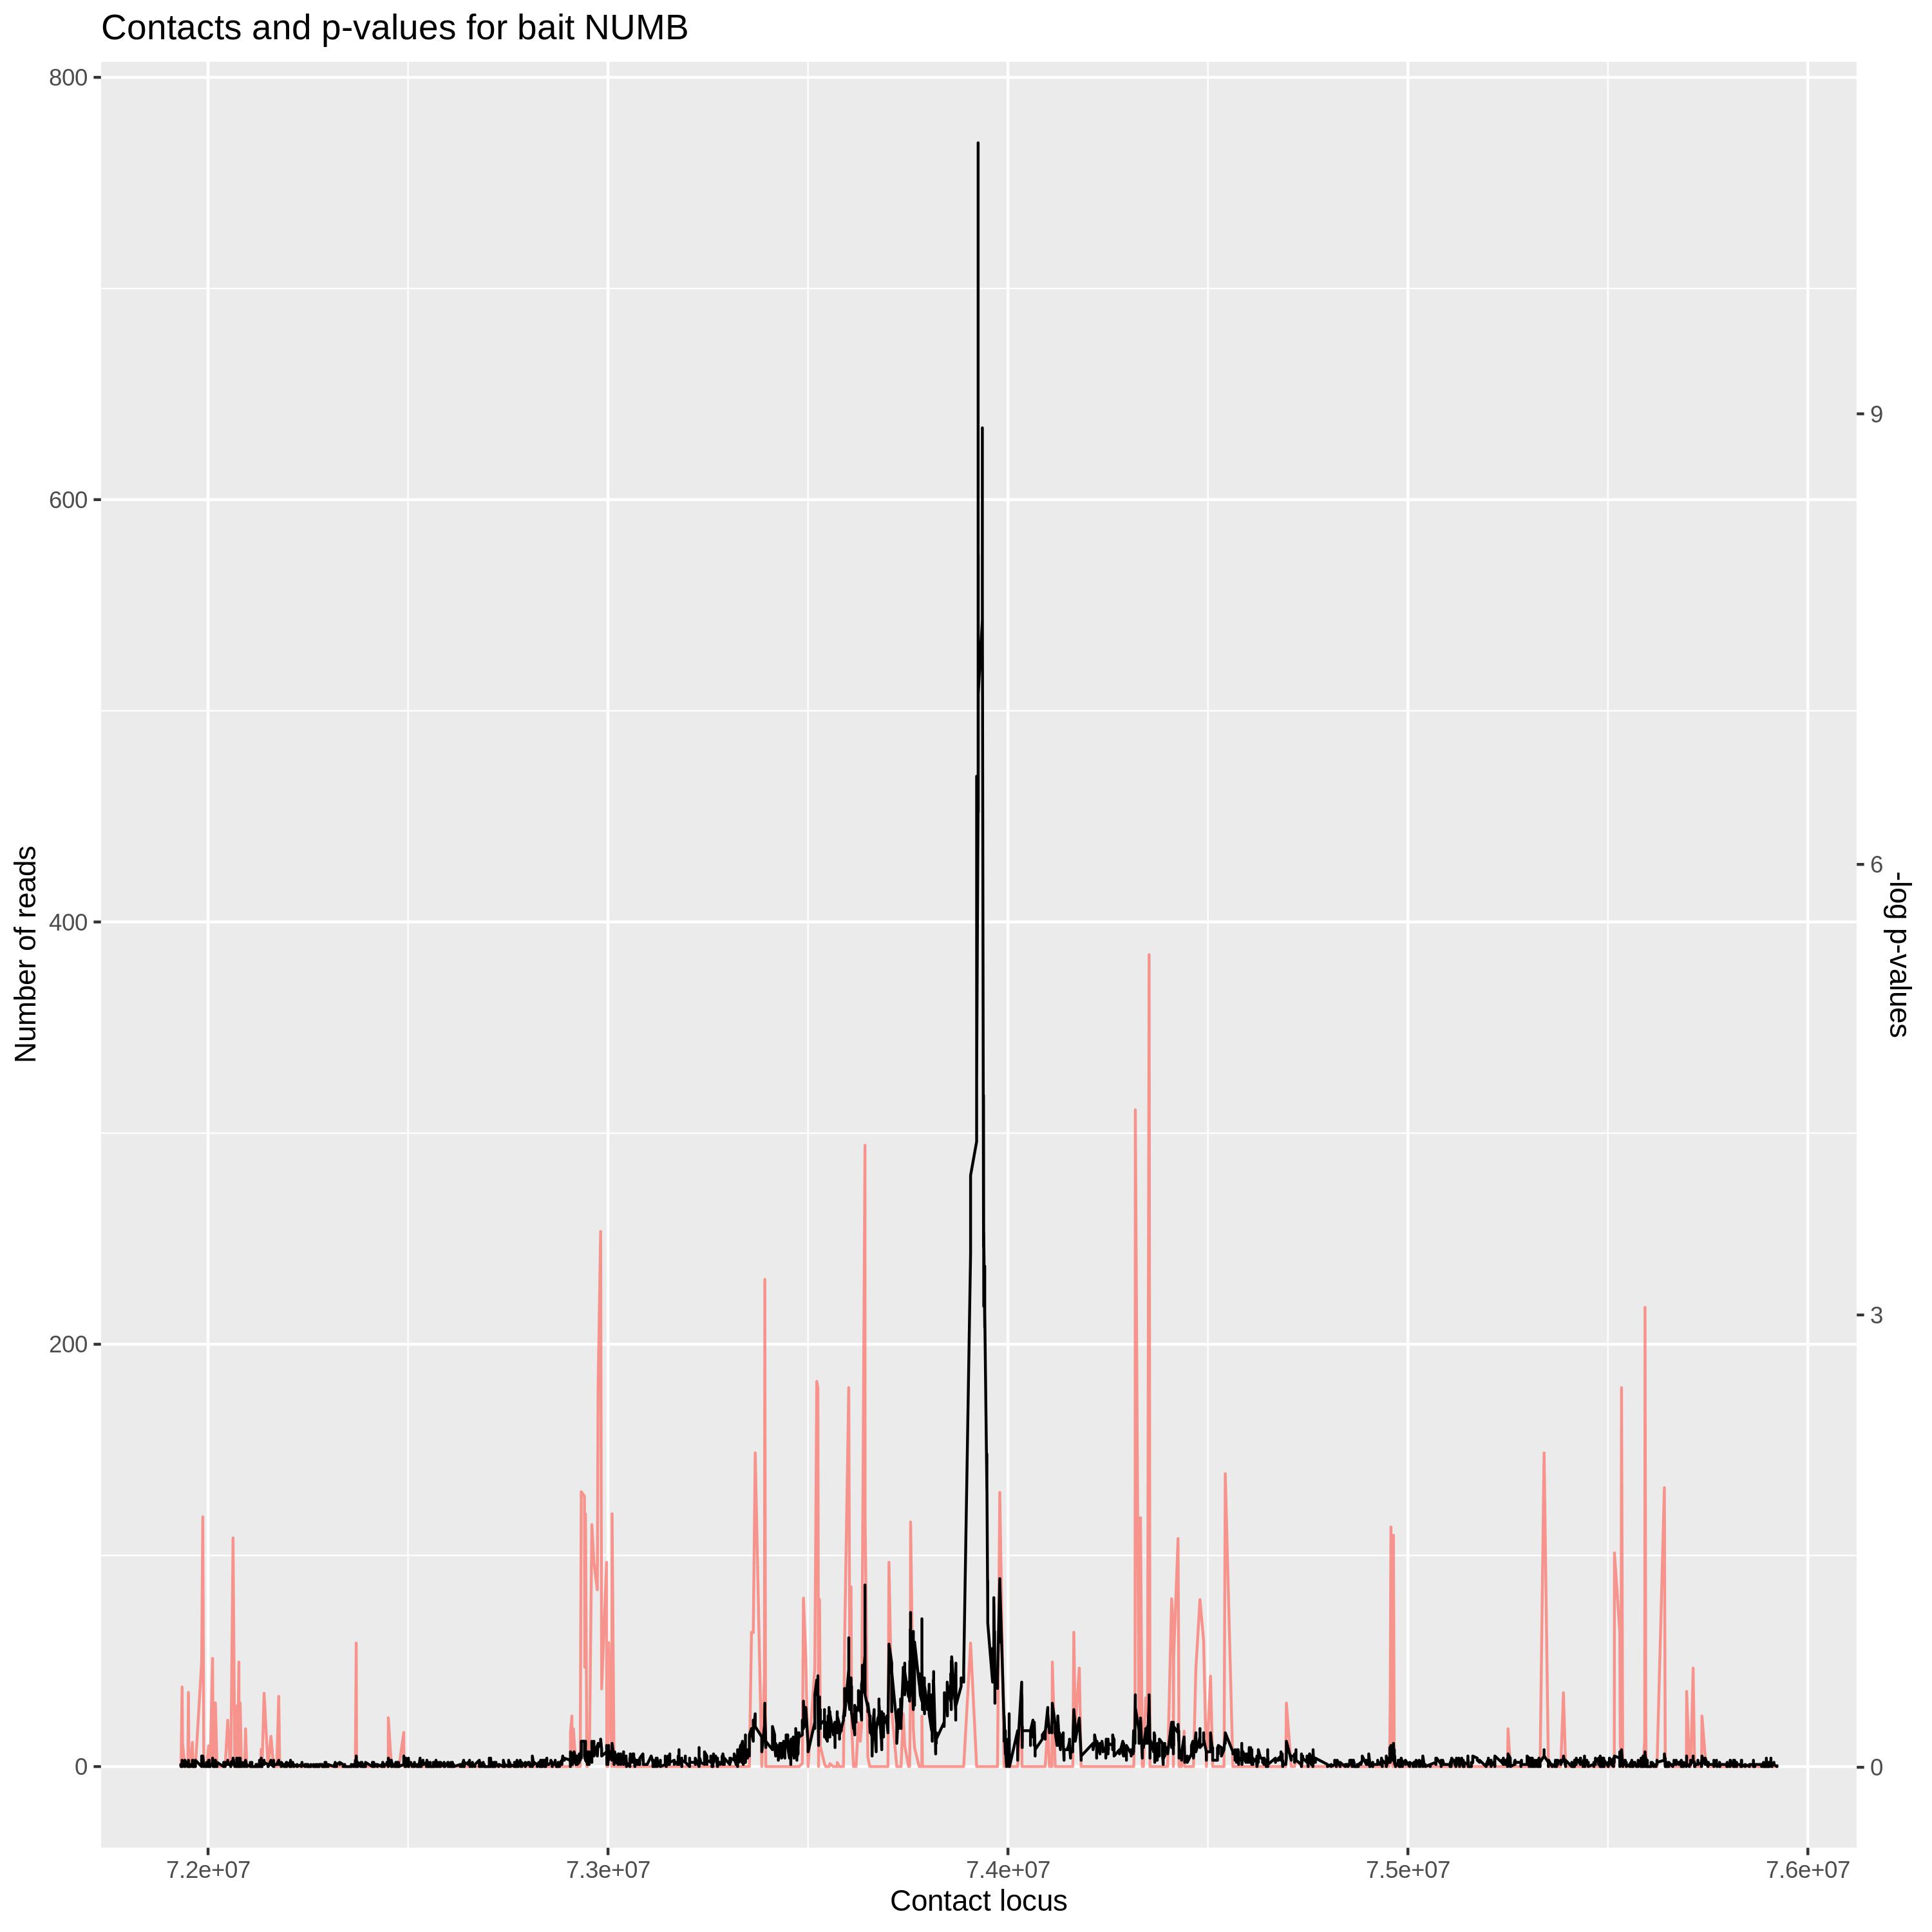 Contacts and p-values for bait NUMB
800
600
400
200
0
Number of reads
9
6
3
0
-log p-values
7.2e+07 7.3e+07 7.4e+07 7.5e+07 7.6e+07
Contact locus